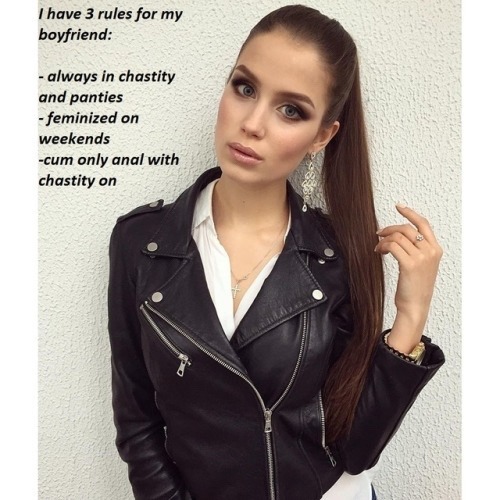 I have 3 rules for my
boyfriend:
- always in chastity
and panties
- feminized on
weekends
-cum only anal with
chastity on